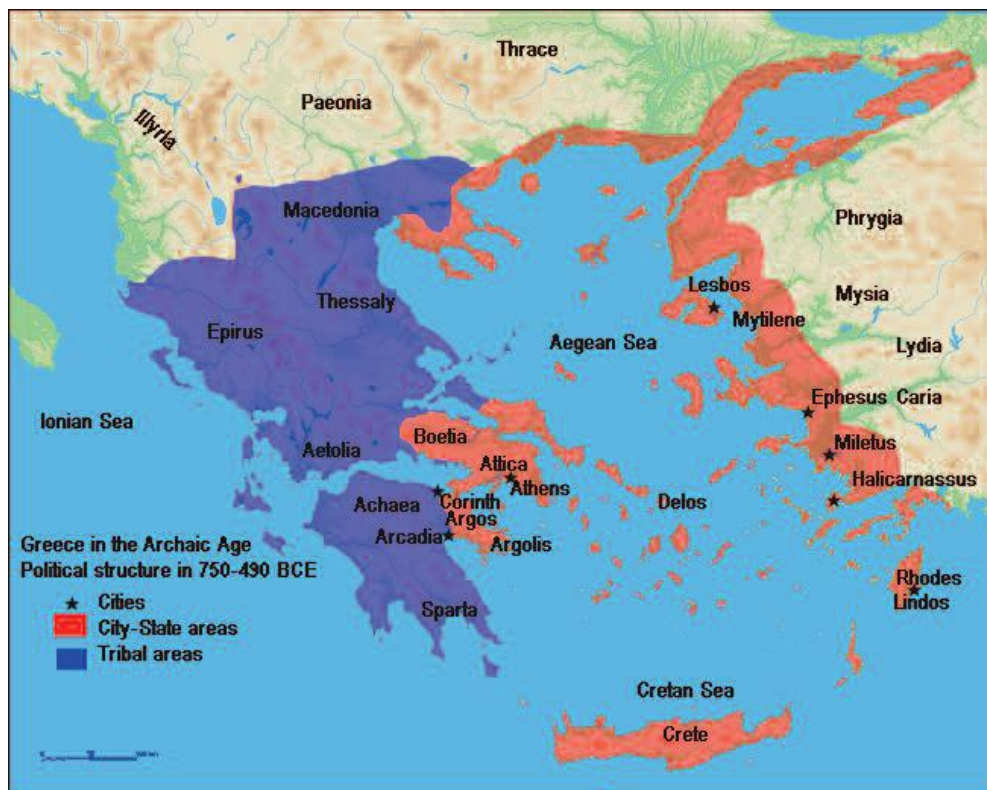 Thrace
Paeonia
Illyria
Macedonia
Phrygia
Thessaly
Lesbos
Mysia
Mytilene
Epirus
Aegean Sea
Lydia
Ephesus Caria
Ionian Sea
Boetia
Aetolia
Miletus
Attica
Athens
Halicarnassus
Achaea
Corinth
Delos
Argos
Arcadia
Argolis
Greece in the Archaic Age
Political structure in 750-490 BCE
Rhodes
Lindos
Cities
Sparta
City-State areas
Tribal areas
Cretan Sea
Crete